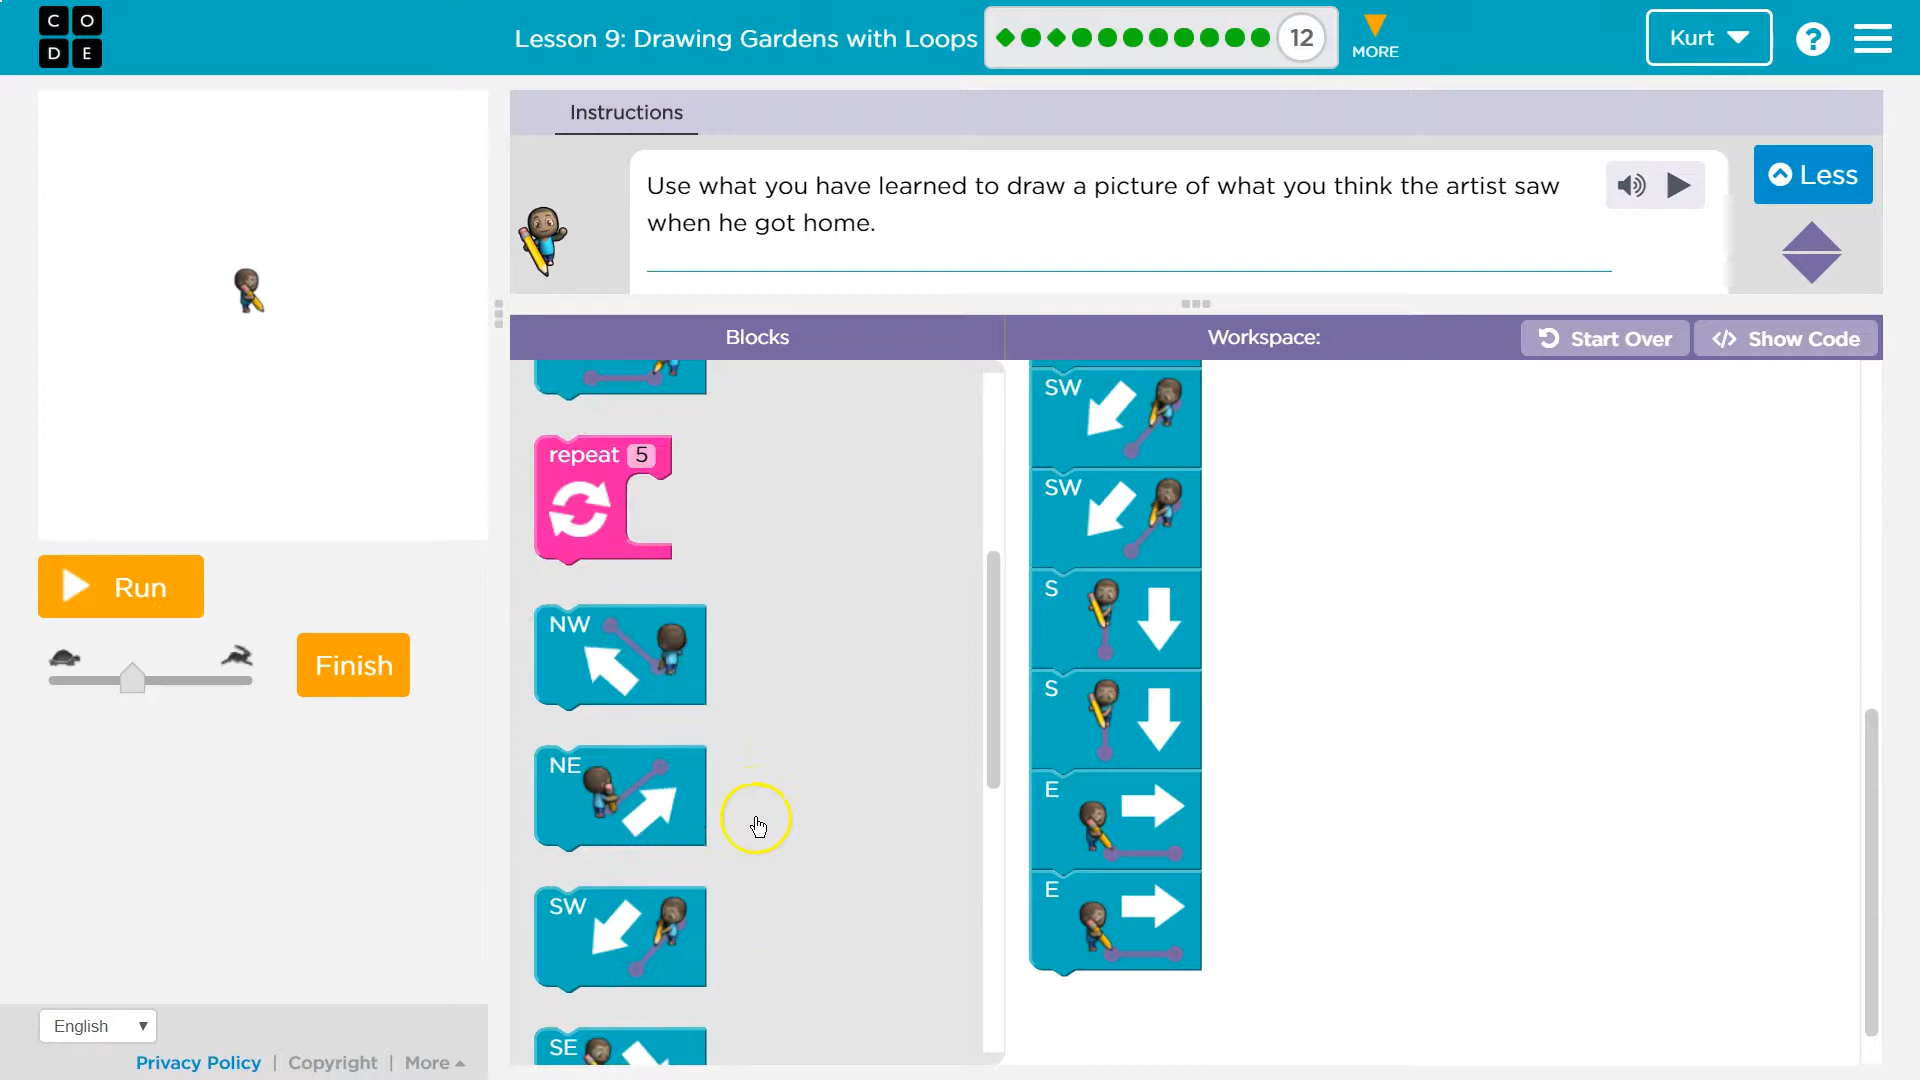 C O
D E
Lesson 9: Drawing Gardens with Loops
12
MORE
Kurt
?
Instructions
Use what you have learned to draw a picture of what you think the artist saw
when he got home.
Less
Blocks
Workspace:
Start Over
</> Show Code
repeat 5
NW
NE
SW
SE
SW
SW
S
S
E
E
Run
Finish
English
Privacy Policy | Copyright | More